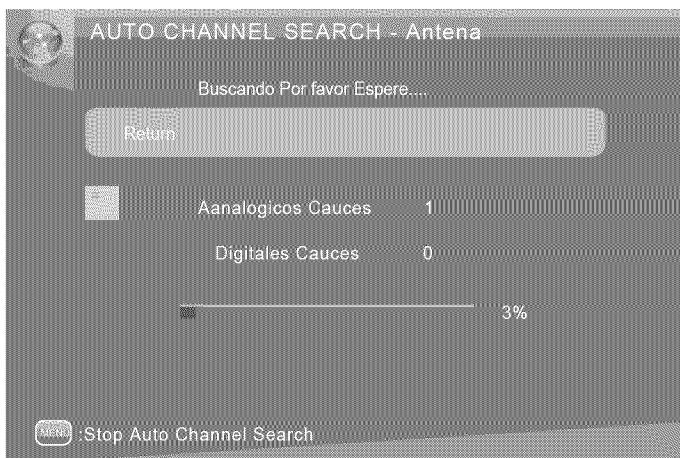 AUTO CHANNEL SEARCH - Antena
Buscando Por favor Espere....
Return
Aanalogicos Cauces 1
Digitales Cauces 0
3%
MENU :Stop Auto Channel Search